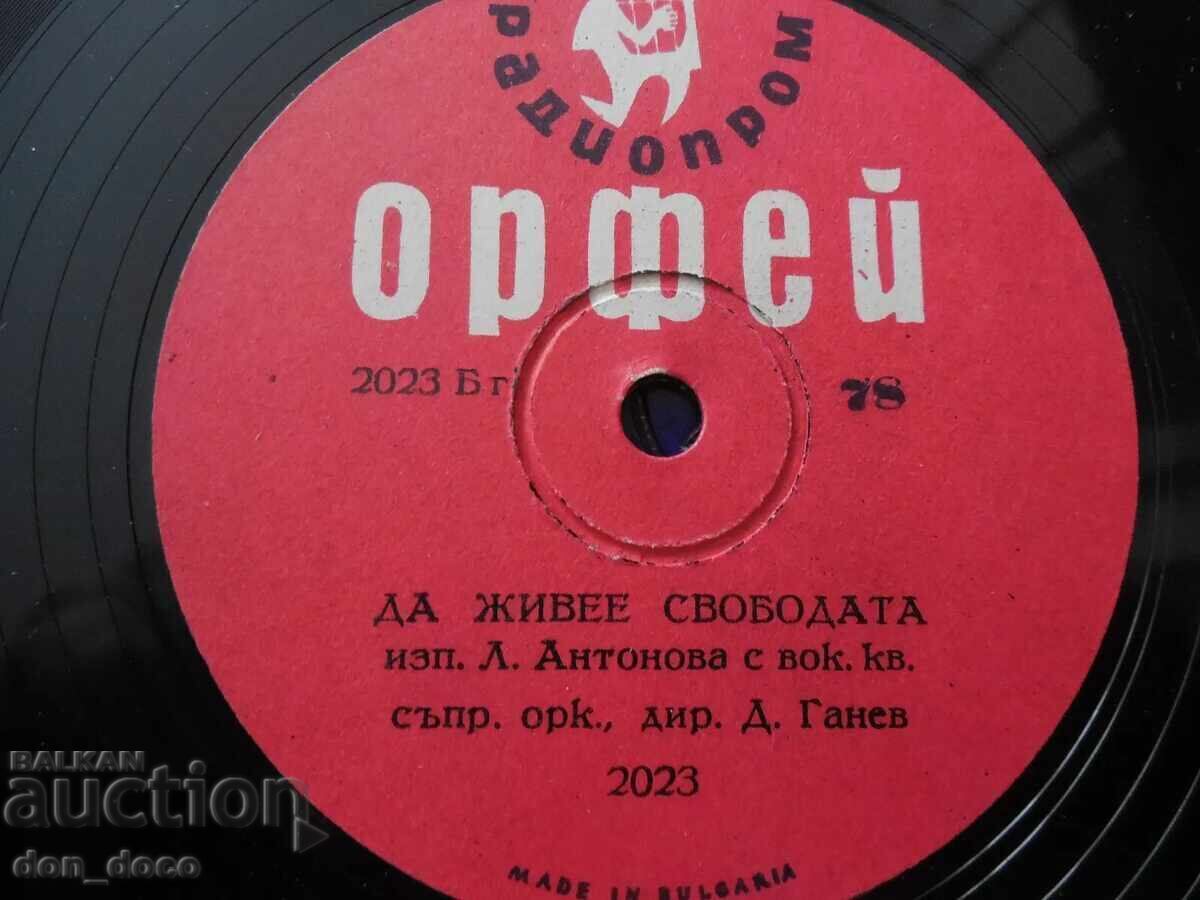 радиопром
орфей
2023 Б г 78
ДА ЖИВЕЕ СВОБОДАТА
изп. Л. Антонова с вок. кв.
съпр. орк., дир. Д. Ганев
2023
MADE IN BULGARIA
BALKAN
auction
don_doco